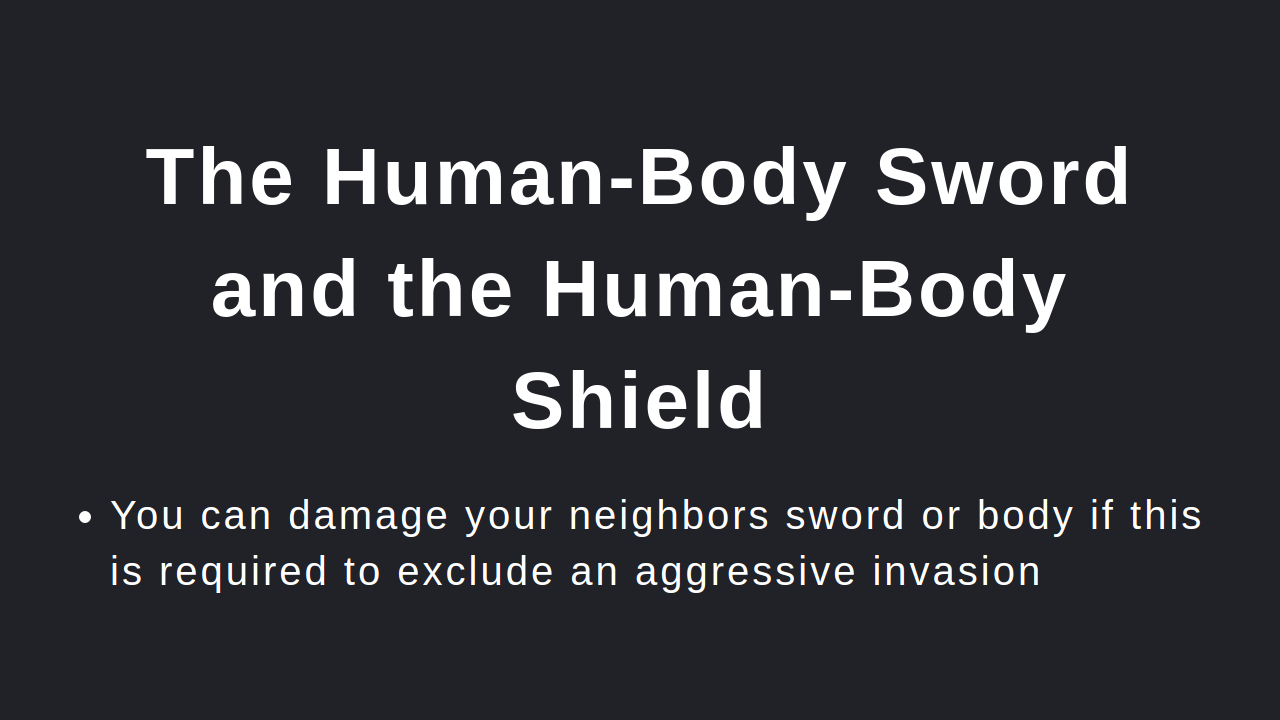 The Human-Body Sword
and the Human-Body
Shield
• You can damage your neighbors sword or body if this
is required to exclude an aggressive invasion